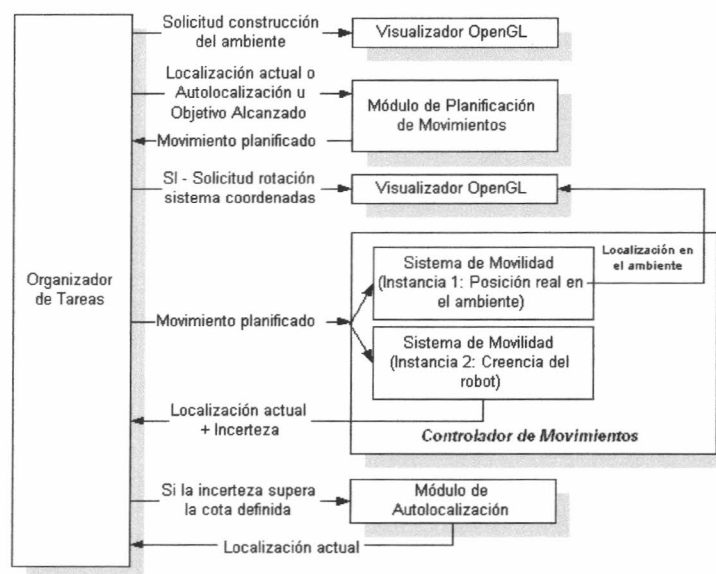 Solicitud construcción
del ambiente
Visualizador OpenGL
Localización actual o
Autolocalización u
Objetivo Alcanzado
Módulo de Planificación
de Movimientos
Movimiento planificado
SI - Solicitud rotación
sistema coordenadas
Visualizador OpenGL
Localización en
el ambiente
Organizador
de Tareas
Sistema de Movilidad
(Instancia 1: Posición real en
el ambiente)
Movimiento planificado
Sistema de Movilidad
(Instancia 2: Creencia del
robot)
Localización actual
+ Incerteza
Controlador de Movimientos
Si la incerteza supera
la cota definida
Módulo de
Autolocalización
Localización actual